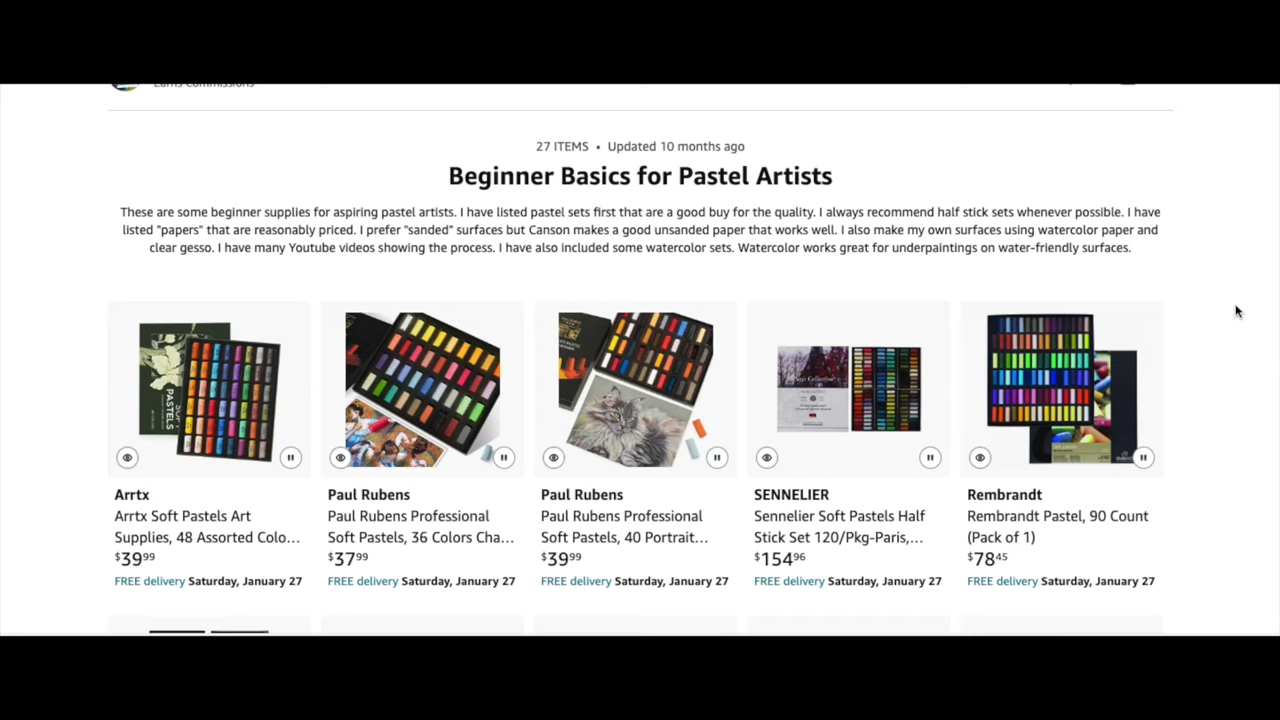 Earns Commissions
27 ITEMS • Updated 10 months ago
Beginner Basics for Pastel Artists
These are some beginner supplies for aspiring pastel artists. I have listed pastel sets first that are a good buy for the quality. I always recommend half stick sets whenever possible. I have
listed "papers" that are reasonably priced. I prefer "sanded" surfaces but Canson makes a good unsanded paper that works well. I also make my own surfaces using watercolor paper and
clear gesso. I have many Youtube videos showing the process. I have also included some watercolor sets. Watercolor works great for underpaintings on water-friendly surfaces.
PASTELS
Arrtx
Arrtx Soft Pastels Art
Supplies, 48 Assorted Colo...
$39.99
FREE delivery Saturday, January 27
Paul Rubens
Paul Rubens Professional
Soft Pastels, 36 Colors Cha...
$37.99
FREE delivery Saturday, January 27
Paul Rubens
Paul Rubens Professional
Soft Pastels, 40 Portrait...
$39.99
FREE delivery Saturday, January 27
SENNELIER
Sennelier Soft Pastels Half
Stick Set 120/Pkg-Paris,...
$154.96
FREE delivery Saturday, January 27
Rembrandt
Rembrandt Pastel, 90 Count
(Pack of 1)
$78.45
FREE delivery Saturday, January 27